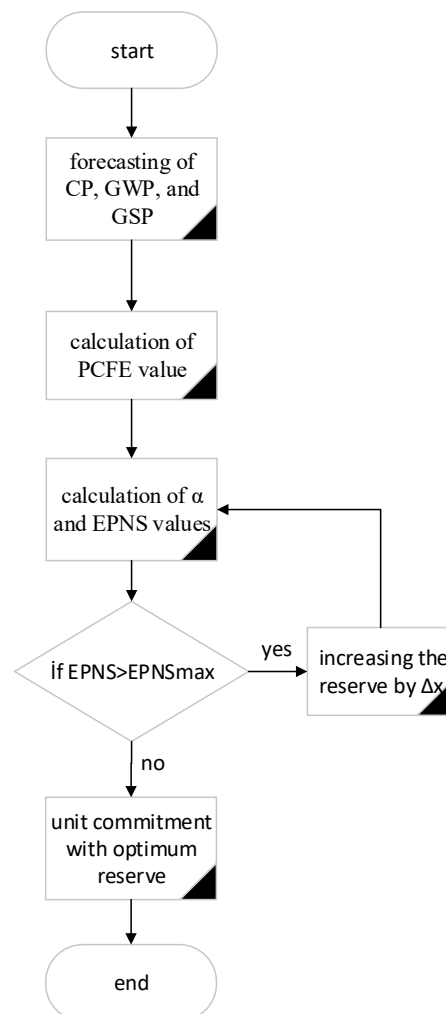 start
forecasting of
CP, GWP, and
GSP
calculation of
PCFE value
calculation of α
and EPNS values
İf EPNS>EPNSmax
yes
increasing the
reserve by Δx
no
unit commitment
with optimum
reserve
end